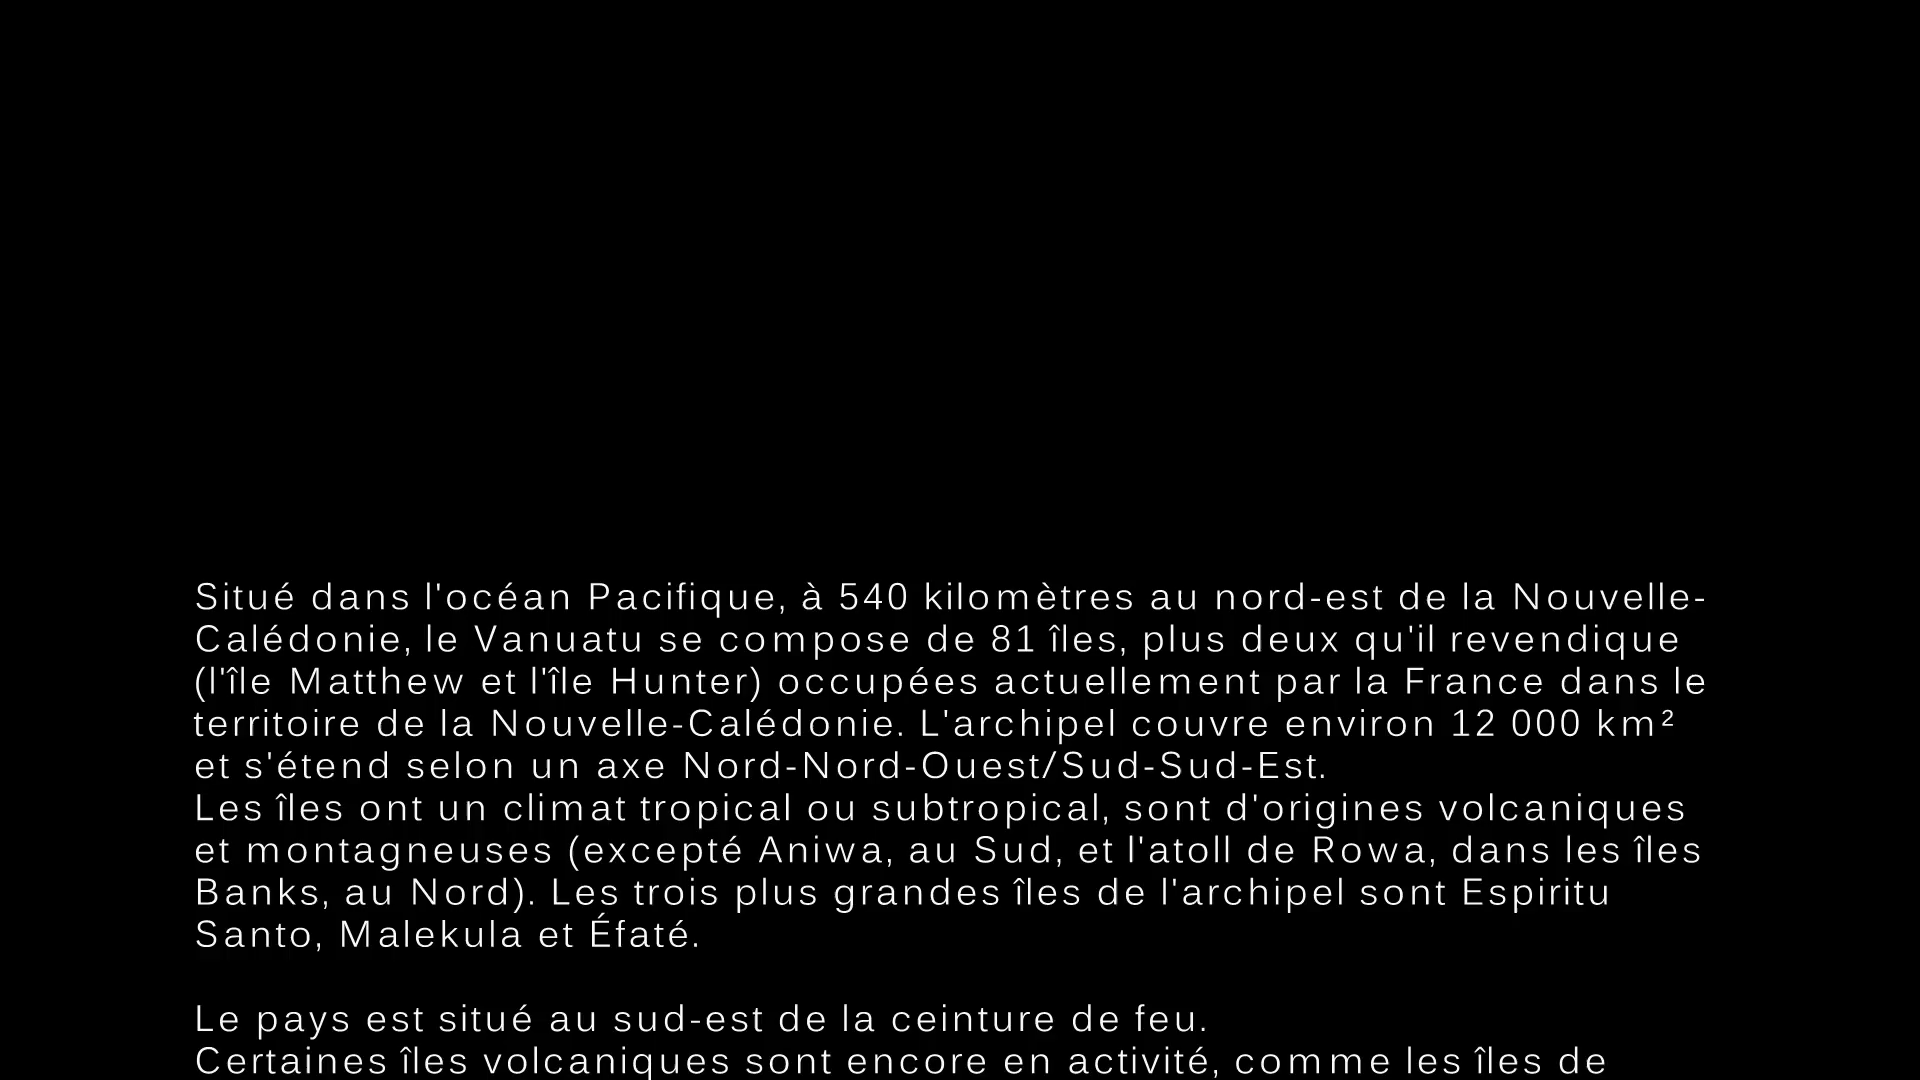 Situé dans l'océan Pacifique, à 540 kilomètres au nord-est de la Nouvelle-
Calédonie, le Vanuatu se compose de 81 îles, plus deux qu'il revendique
(l'île Matthew et l'île Hunter) occupées actuellement par la France dans le
territoire de la Nouvelle-Calédonie. L'archipel couvre environ 12 000 km²
et s'étend selon un axe Nord-Nord-Ouest/Sud-Sud-Est.
Les îles ont un climat tropical ou subtropical, sont d'origines volcaniques
et montagneuses (excepté Aniwa, au Sud, et l'atoll de Rowa, dans les îles
Banks, au Nord). Les trois plus grandes îles de l'archipel sont Espiritu
Santo, Malekula et Éfaté.
Le pays est situé au sud-est de la ceinture de feu.
Certaines îles volcaniques sont encore en activité, comme les îles de